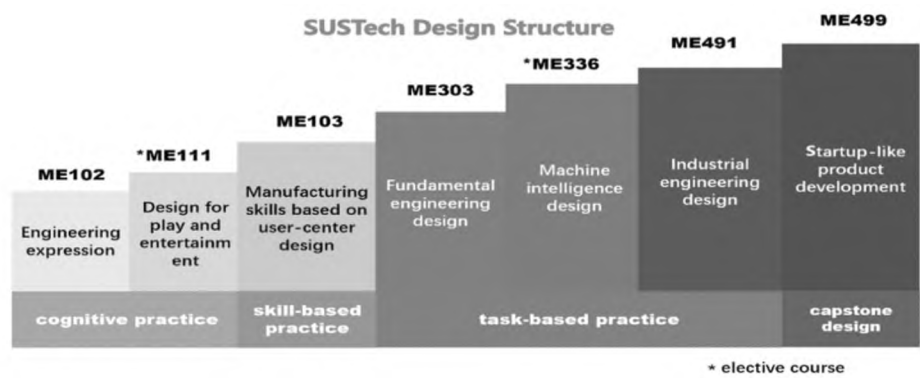 SUSTech Design Structure
ME102
*ME111
ME103
ME303
*ME336
ME491
ME499
Engineering
expression
Design for
play and
entertainm
ent
Manufacturing
skills based on
user-center
design
Fundamental
engineering
design
Machine
intelligence
design
Industrial
engineering
design
Startup-like
product
development
cognitive practice
skill-based
practice
task-based practice
capstone
design
* elective course